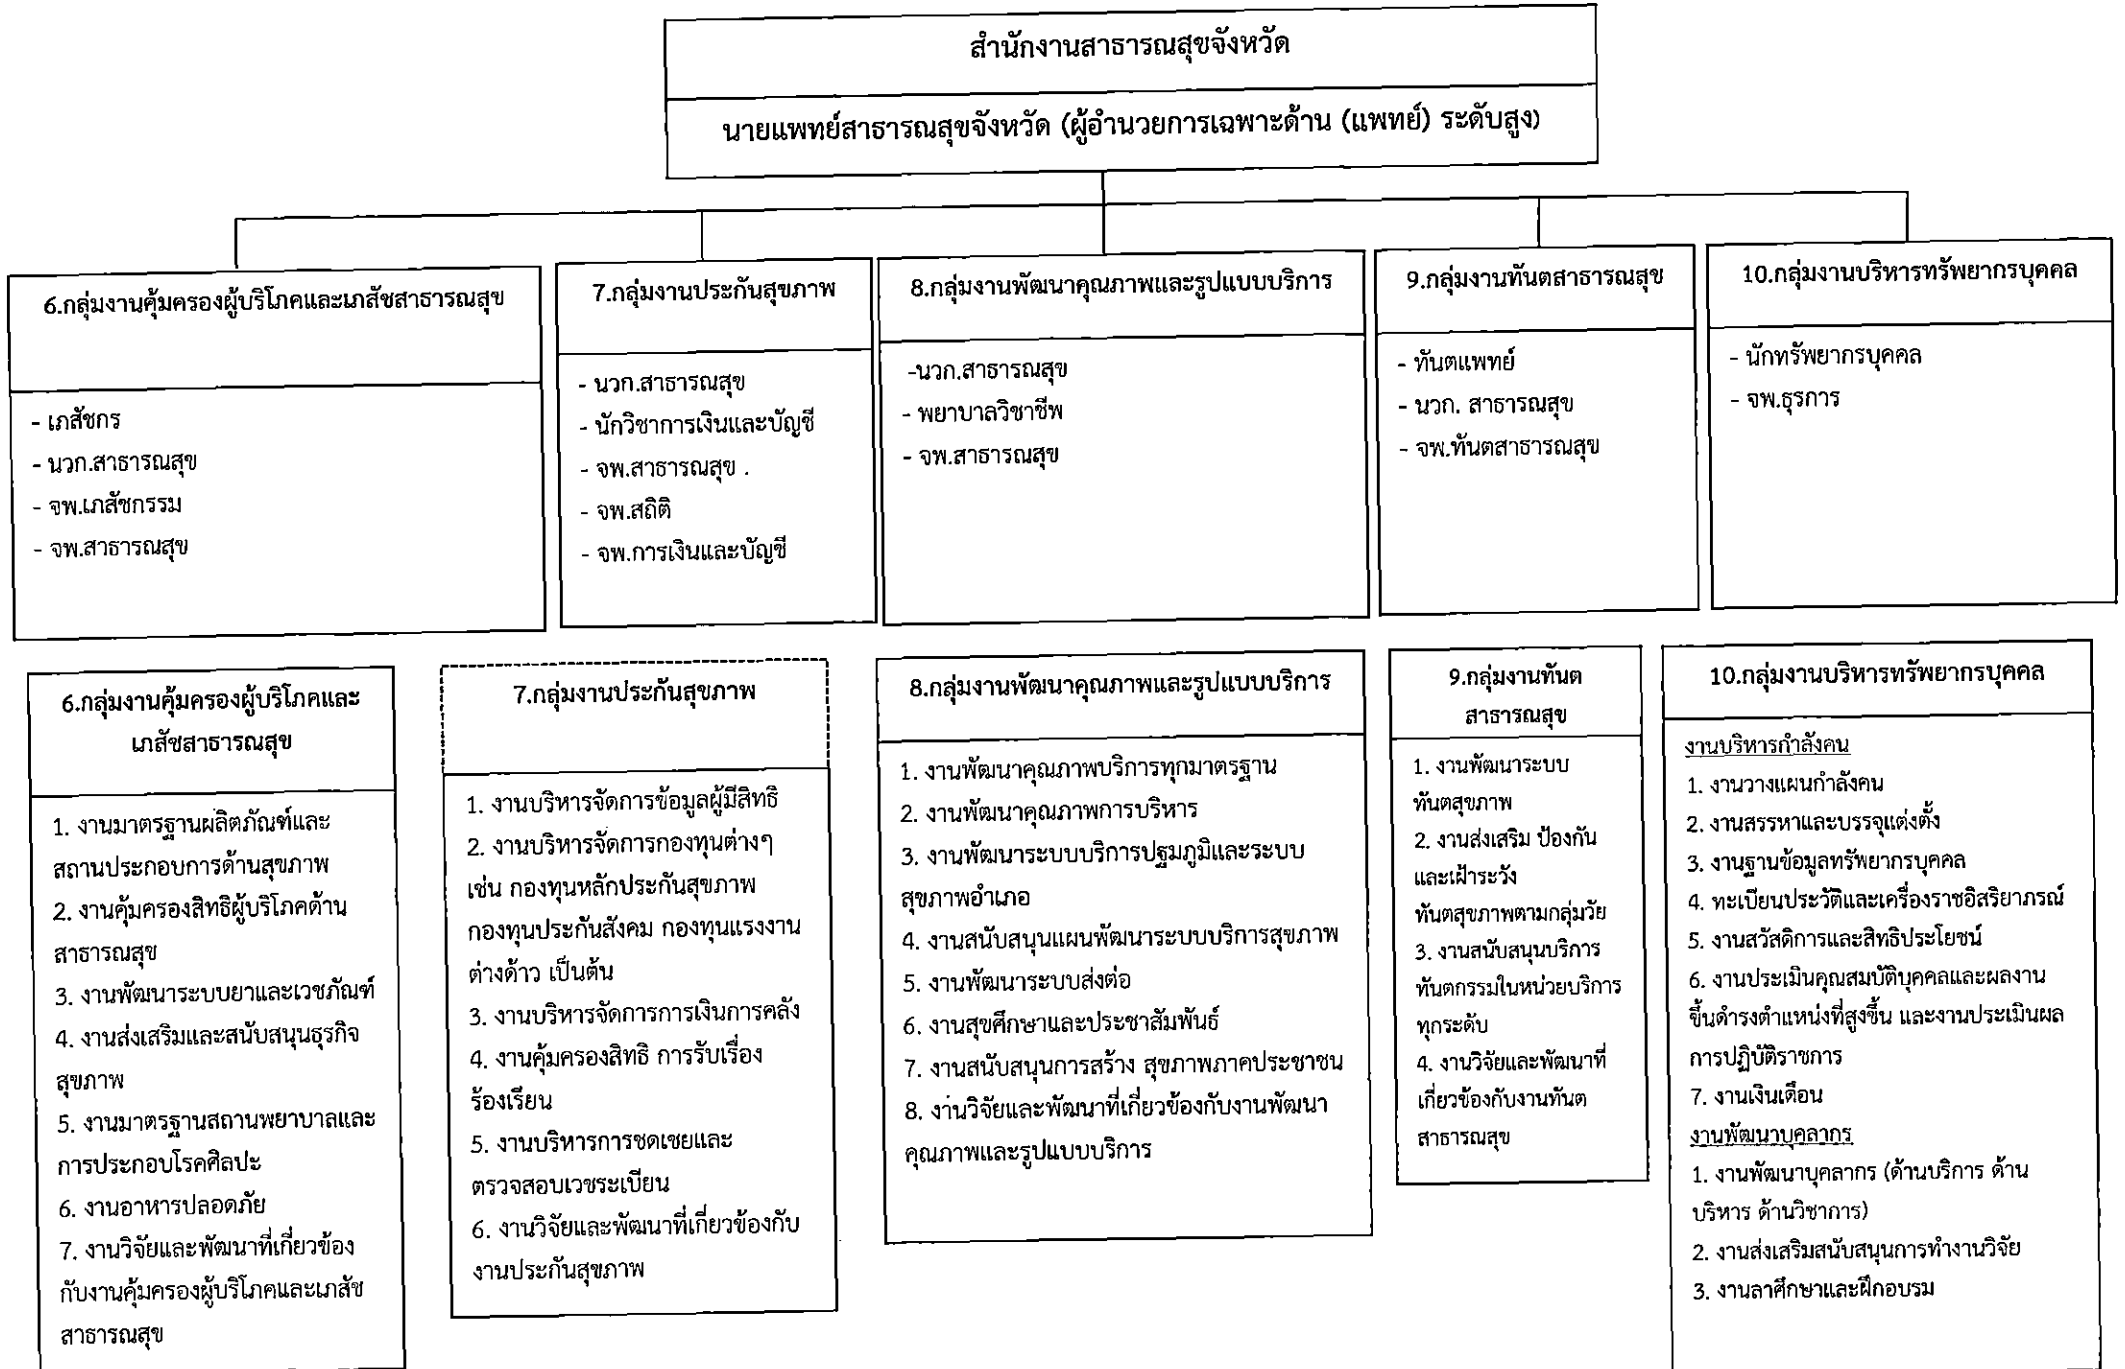 สำนักงานสาธารณสุขจังหวัด
นายแพทย์สาธารณสุขจังหวัด (ผู้อำนวยการเฉพาะด้าน (แพทย์) ระดับสูง)
6.กลุ่มงานคุ้มครองผู้บริโภคและเภสัชสาธารณสุข
- เภสัชกร
- นวก.สาธารณสุข
- จพ.เภสัชกรรม
- จพ.สาธารณสุข
7.กลุ่มงานประกันสุขภาพ
- นวก.สาธารณสุข
- นักวิชาการเงินและบัญชี
- จพ.สาธารณสุข .
- จพ.สถิติ
- จพ.การเงินและบัญชี
8.กลุ่มงานพัฒนาคุณภาพและรูปแบบบริการ
-นวก.สาธารณสุข
- พยาบาลวิชาชีพ
- จพ.สาธารณสุข
9.กลุ่มงานทันตสาธารณสุข
- ทันตแพทย์
- นวก. สาธารณสุข
- จพ.ทันตสาธารณสุข
10.กลุ่มงานบริหารทรัพยากรบุคคล
- นักทรัพยากรบุคคล
- จพ.ธุรการ
6.กลุ่มงานคุ้มครองผู้บริโภคและ
เภสัชสาธารณสุข
1. งานมาตรฐานผลิตภัณฑ์และ
สถานประกอบการด้านสุขภาพ
2. งานคุ้มครองสิทธิผู้บริโภคด้าน
สาธารณสุข
3. งานพัฒนาระบบยาและเวชภัณฑ์
4. งานส่งเสริมและสนับสนุนธุรกิจ
สุขภาพ
5. งานมาตรฐานสถานพยาบาลและ
การประกอบโรคศิลปะ
6. งานอาหารปลอดภัย
7. งานวิจัยและพัฒนาที่เกี่ยวข้อง
กับงานคุ้มครองผู้บริโภคและเภสัช
สาธารณสุข
7.กลุ่มงานประกันสุขภาพ
1. งานบริหารจัดการข้อมูลผู้มีสิทธิ
2. งานบริหารจัดการกองทุนต่างๆ
เช่น กองทุนหลักประกันสุขภาพ
กองทุนประกันสังคม กองทุนแรงงาน
ต่างด้าว เป็นต้น
3. งานบริหารจัดการการเงินการคลัง
4. งานคุ้มครองสิทธิ การรับเรื่อง
ร้องเรียน
5. งานบริหารการชดเชยและ
ตรวจสอบเวชระเบียน
6. งานวิจัยและพัฒนาที่เกี่ยวข้องกับ
งานประกันสุขภาพ
8.กลุ่มงานพัฒนาคุณภาพและรูปแบบบริการ
1. งานพัฒนาคุณภาพบริการทุกมาตรฐาน
2. งานพัฒนาคุณภาพการบริหาร
3. งานพัฒนาระบบบริการปฐมภูมิและระบบ
สุขภาพอำเภอ
4. งานสนับสนุนแผนพัฒนาระบบบริการสุขภาพ
5. งานพัฒนาระบบส่งต่อ
6. งานสุขศึกษาและประชาสัมพันธ์
7. งานสนับสนุนการสร้าง สุขภาพภาคประชาชน
8. งานวิจัยและพัฒนาที่เกี่ยวข้องกับงานพัฒนา
คุณภาพและรูปแบบบริการ
9.กลุ่มงานทันต
สาธารณสุข
1. งานพัฒนาระบบ
ทันตสุขภาพ
2. งานส่งเสริม ป้องกัน
และเฝ้าระวัง
ทันตสุขภาพตามกลุ่มวัย
3. งานสนับสนุนบริการ
ทันตกรรมในหน่วยบริการ
ทุกระดับ
4. งานวิจัยและพัฒนาที่
เกี่ยวข้องกับงานทันต
สาธารณสุข
10.กลุ่มงานบริหารทรัพยากรบุคคล
งานบริหารกำลังคน
1. งานวางแผนกำลังคน
2. งานสรรหาและบรรจุแต่งตั้ง
3. งานฐานข้อมูลทรัพยากรบุคคล
4. ทะเบียนประวัติและเครื่องราชอิสริยาภรณ์
5. งานสวัสดิการและสิทธิประโยชน์
6. งานประเมินคุณสมบัติบุคคลและผลงาน
ขึ้นดำรงตำแหน่งที่สูงขึ้น และงานประเมินผล
การปฏิบัติราชการ
7. งานเงินเดือน
งานพัฒนาบุคลากร
1. งานพัฒนาบุคลากร (ด้านบริการ ด้าน
บริหาร ด้านวิชาการ)
2. งานส่งเสริมสนับสนุนการทำงานวิจัย
3. งานลาศึกษาและฝึกอบรม